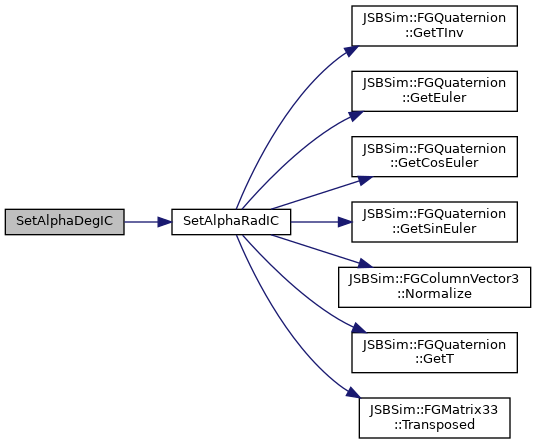 SetAlphaDegIC
SetAlphaRadIC
JSBSim::FGQuaternion
::GetTInv
JSBSim::FGQuaternion
::GetEuler
JSBSim::FGQuaternion
::GetCosEuler
JSBSim::FGQuaternion
::GetSinEuler
JSBSim::FGColumnVector3
::Normalize
JSBSim::FGQuaternion
::GetT
JSBSim::FGMatrix33
::Transposed